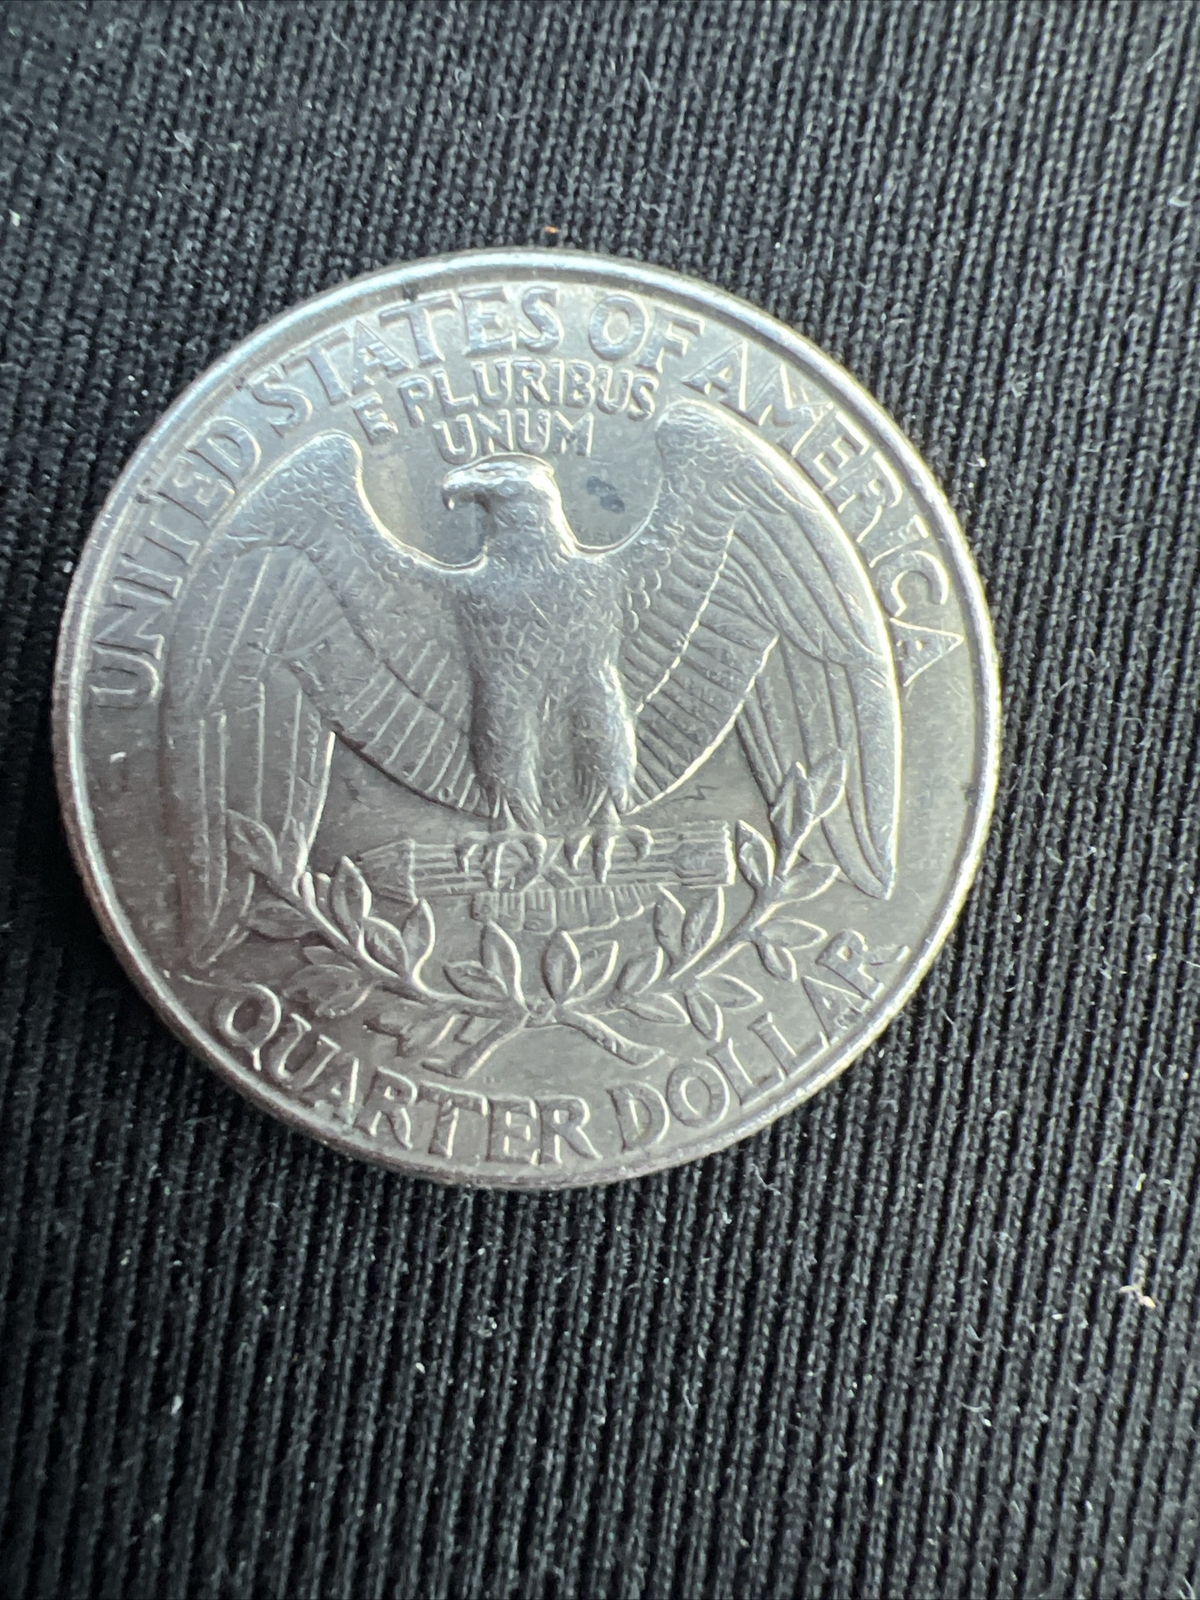 UNITED STATES OF AMERICA
E PLURIBUS
UNUM
QUARTER DOLLAR